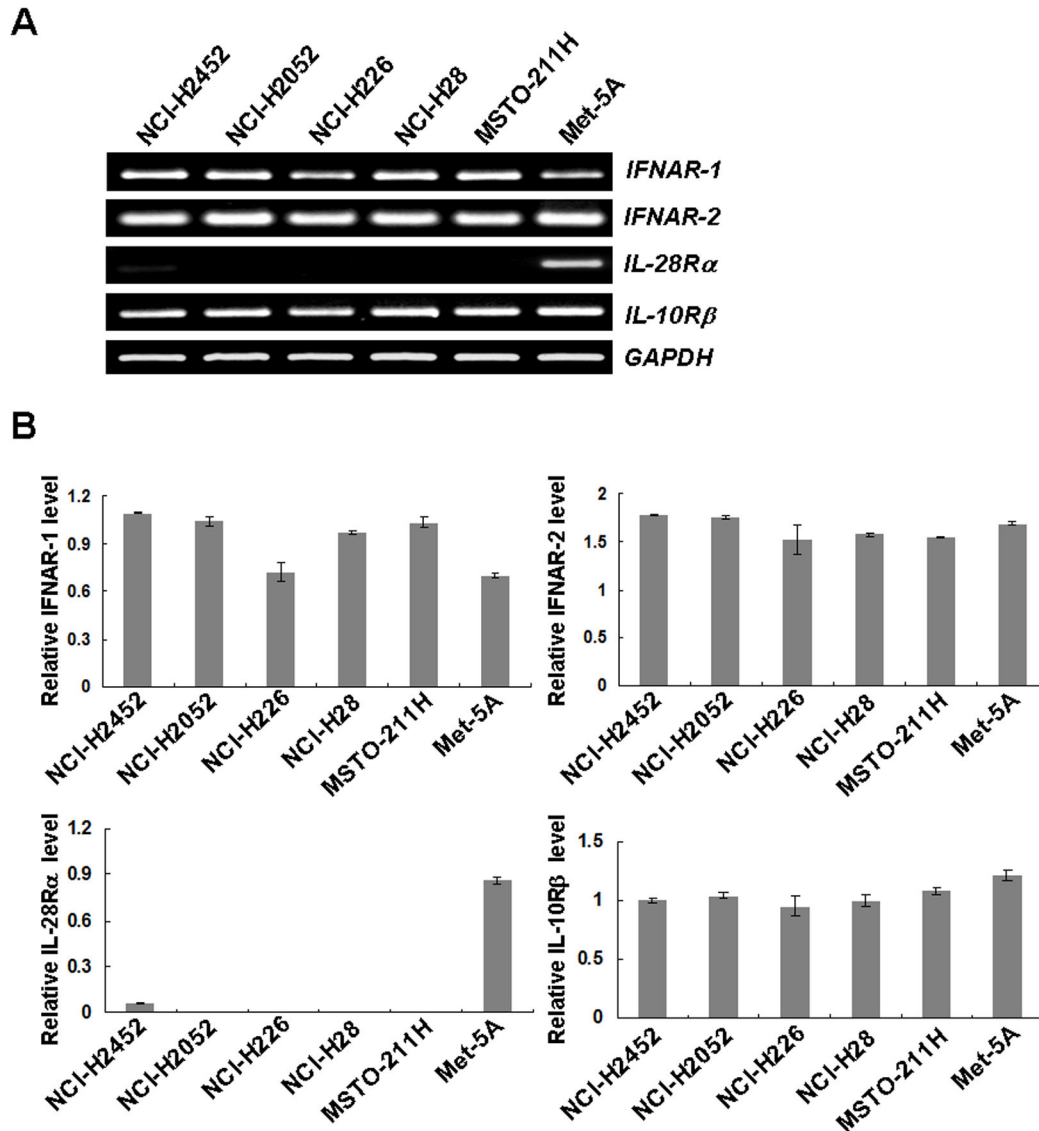 A
NCI-H2452
NCI-H2052
NCI-H226
NCI-H28
MSTO-211H
Met-5A
IFNAR-1
IFNAR-2
IL-28Rα
IL-10Rβ
GAPDH
B
Relative IFNAR-1 level
1.2
0.9
0.6
0.3
0
NCI-H2452
NCI-H2052
NCI-H226
NCI-H28
MSTO-211H
Met-5A
Relative IFNAR-2 level
2
1.5
1
0.5
0
NCI-H2452
NCI-H2052
NCI-H226
NCI-H28
MSTO-211H
Met-5A
Relative IL-28Rα level
1.2
0.9
0.6
0.3
0
NCI-H2452
NCI-H2052
NCI-H226
NCI-H28
MSTO-211H
Met-5A
Relative IL-10Rβ level
1.5
1
0.5
0
NCI-H2452
NCI-H2052
NCI-H226
NCI-H28
MSTO-211H
Met-5A